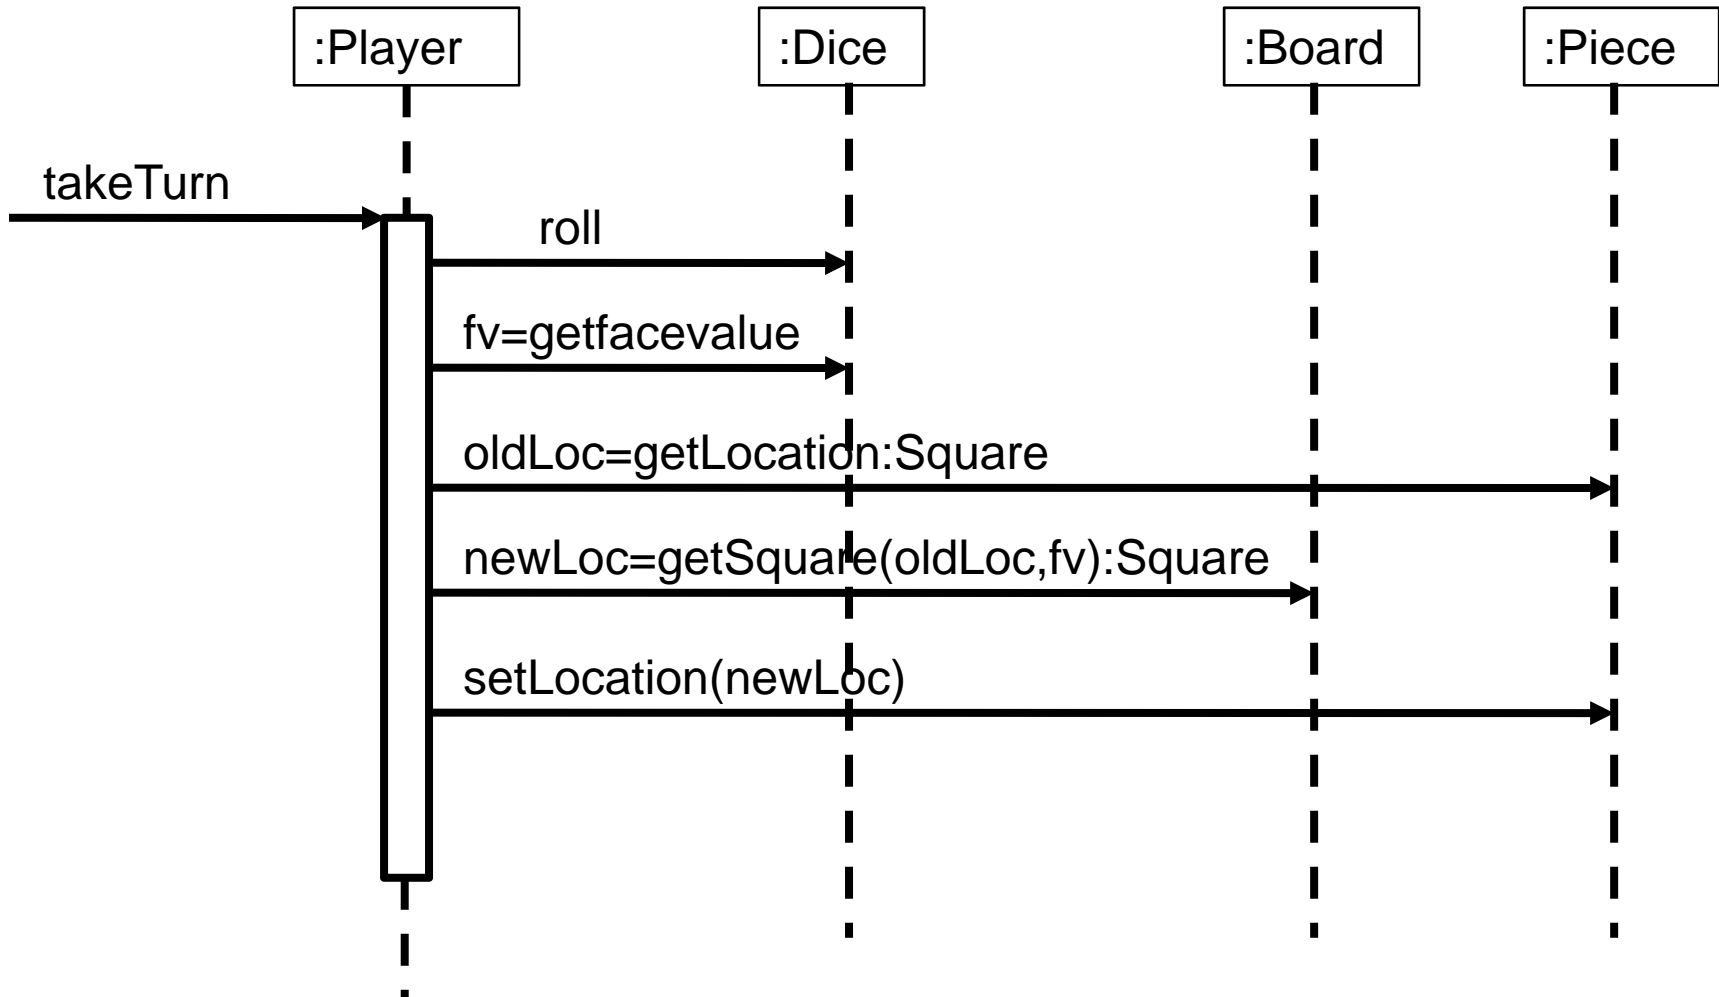 :Player
:Dice
:Board
:Piece
takeTurn
roll
fv=getfacevalue
oldLoc=getLocation:Square
newLoc=getSquare(oldLoc,fv):Square
setLocation(newLoc)